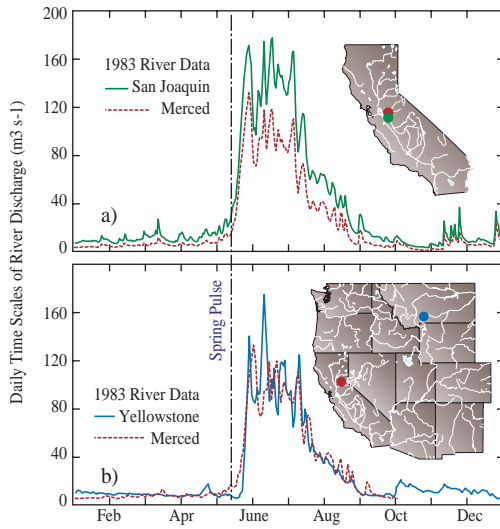 200
160
120
80
40
0
1983 River Data
San Joaquin
Merced
a)
Daily Time Scales of River Discharge (m3 s-1)
Spring Pulse
160
120
80
40
0
1983 River Data
Yellowstone
Merced
b)
Feb Apr June Aug Oct Dec